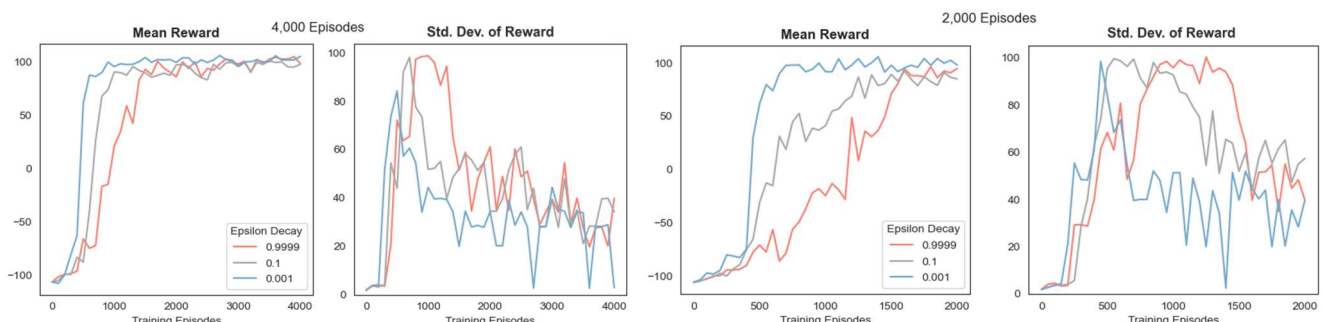 4,000 Episodes
Mean Reward
Std. Dev. of Reward
100
50
0
−50
−100
Epsilon Decay
0.9999
0.1
0.001
0 1000 2000 3000 4000
Training Episodes
100
80
60
40
20
0
0 1000 2000 3000 4000
Training Episodes
2,000 Episodes
Mean Reward
Std. Dev. of Reward
100
50
0
−50
−100
Epsilon Decay
0.9999
0.1
0.001
0 500 1000 1500 2000
Training Episodes
100
80
60
40
20
0
0 500 1000 1500 2000
Training Episodes